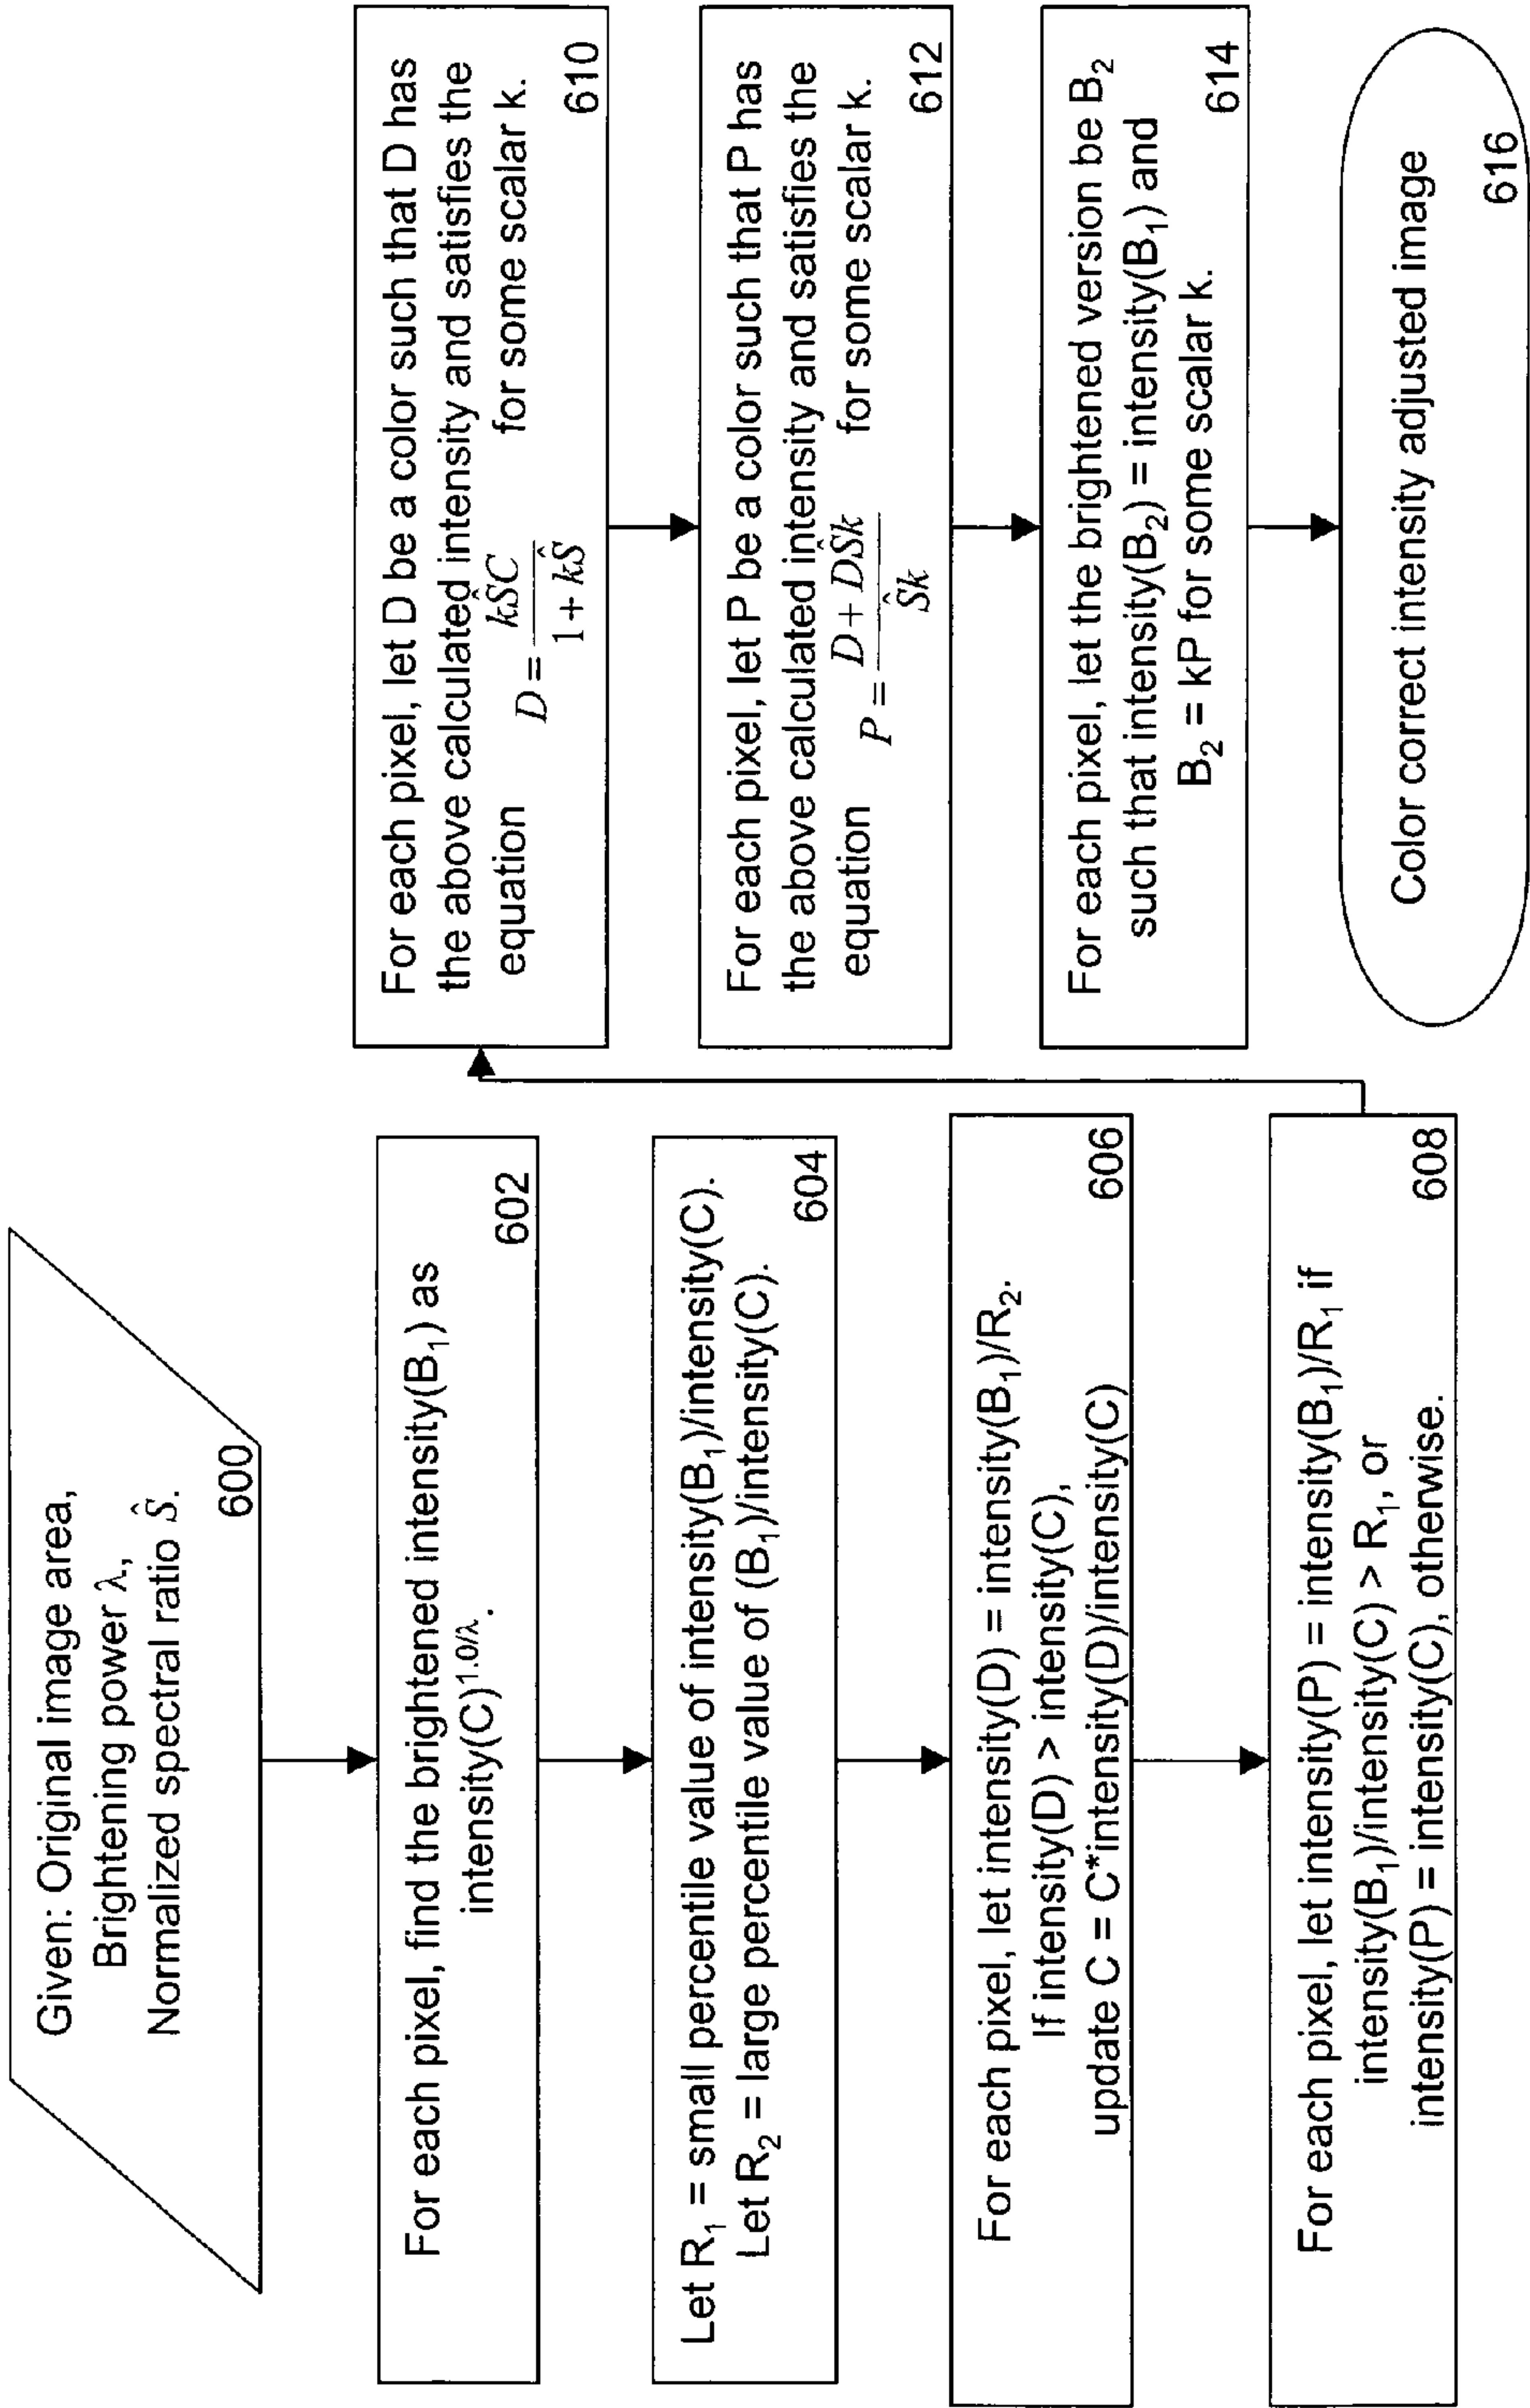 Given: Original image area,
Brightening power λ,
Normalized spectral ratio Ŝ.
600
For each pixel, find the brightened intensity(B₁) as
intensity(C)^1.0/λ.
602
Let R₁ = small percentile value of intensity(B₁)/intensity(C).
Let R₂ = large percentile value of (B₁)/intensity(C).
604
For each pixel, let intensity(D) = intensity(B₁)/R₂.
If intensity(D) > intensity(C),
update C = C*intensity(D)/intensity(C)
606
For each pixel, let intensity(P) = intensity(B₁)/R₁ if
intensity(B₁)/intensity(C) > R₁, or
intensity(P) = intensity(C), otherwise.
608
For each pixel, let D be a color such that D has
the above calculated intensity and satisfies the
equation D = kŜC / 1 + kŜ for some scalar k.
610
For each pixel, let P be a color such that P has
the above calculated intensity and satisfies the
equation P = D + DŜk / Ŝk for some scalar k.
612
For each pixel, let the brightened version be B₂
such that intensity(B₂) = intensity(B₁) and
B₂ = kP for some scalar k.
614
Color correct intensity adjusted image
616